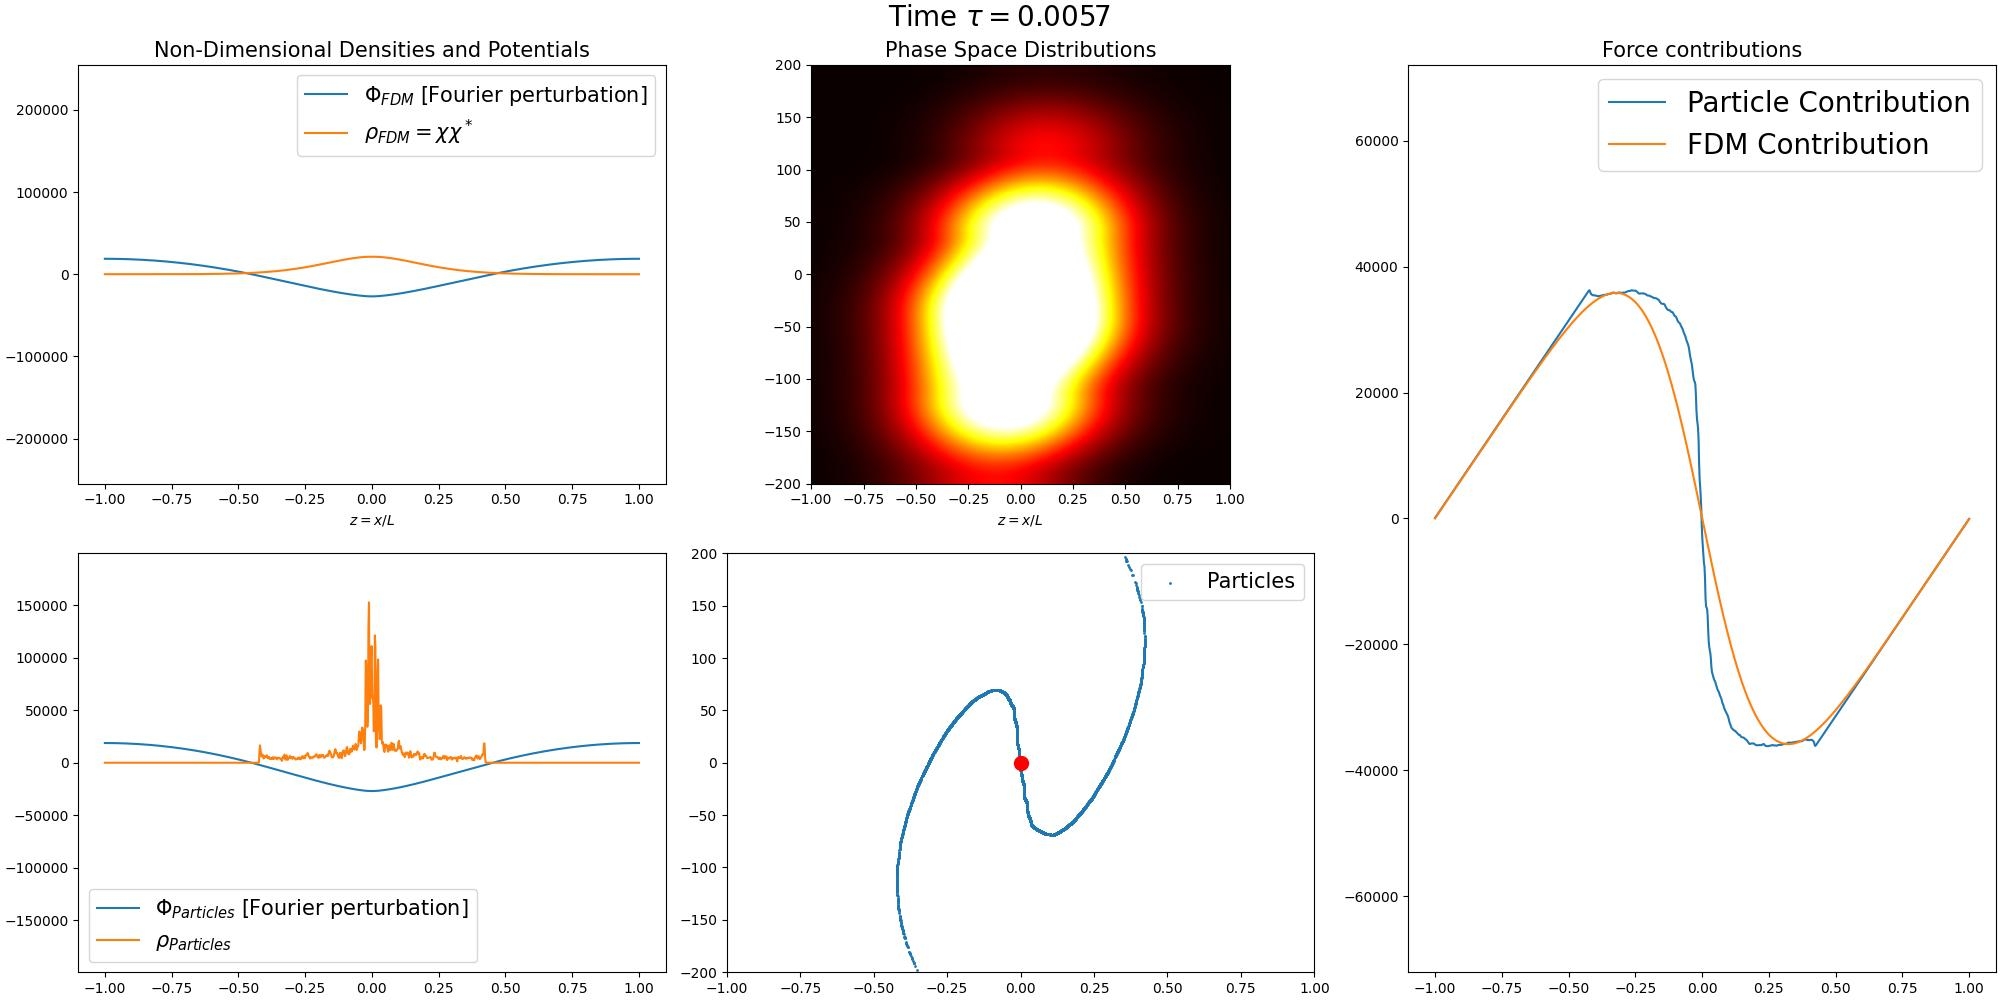 Time τ = 0.0057
Non-Dimensional Densities and Potentials
Φ_FDM [Fourier perturbation]
ρ_FDM = χχ*
200000
100000
0
−100000
−200000
−1.00 −0.75 −0.50 −0.25 0.00 0.25 0.50 0.75 1.00
z = x/L
Phase Space Distributions
200
150
100
50
0
−50
−100
−150
−200
−1.00 −0.75 −0.50 −0.25 0.00 0.25 0.50 0.75 1.00
z = x/L
Force contributions
Particle Contribution
FDM Contribution
60000
40000
20000
0
−20000
−40000
−60000
−1.00 −0.75 −0.50 −0.25 0.00 0.25 0.50 0.75 1.00
150000
100000
50000
0
−50000
−100000
−150000
Φ_Particles [Fourier perturbation]
ρ_Particles
−1.00 −0.75 −0.50 −0.25 0.00 0.25 0.50 0.75 1.00
Particles
200
150
100
50
0
−50
−100
−150
−200
−1.00 −0.75 −0.50 −0.25 0.00 0.25 0.50 0.75 1.00